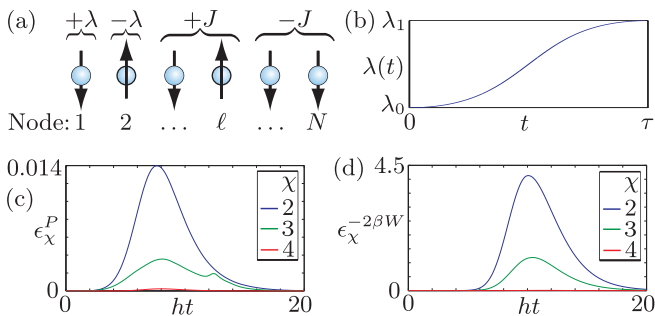 (a)
+λ −λ +J −J
Node: 1 2 ... ℓ ... N
(b)
λ₁
λ(t)
λ₀
0 t τ
(c)
0.014
ϵ_χ^P
0
0 ht 20
χ
2
3
4
(d)
4.5
ϵ_χ^{−2βW}
0
0 ht 20
χ
2
3
4